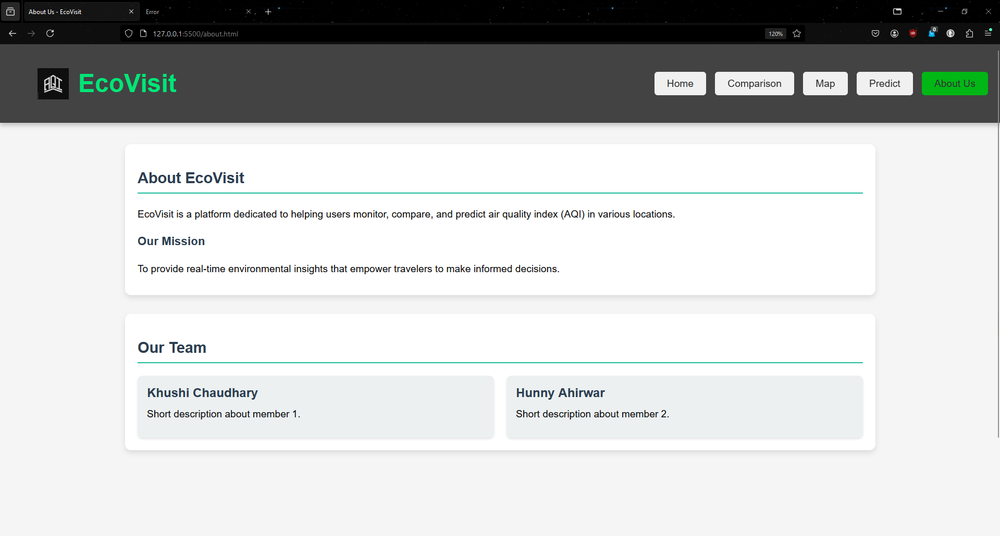 About Us - EcoVisit
Error
127.0.0.1:5500/about.html
120%
0
AQI
EcoVisit
Home
Comparison
Map
Predict
About Us
About EcoVisit
EcoVisit is a platform dedicated to helping users monitor, compare, and predict air quality index (AQI) in various locations.
Our Mission
To provide real-time environmental insights that empower travelers to make informed decisions.
Our Team
Khushi Chaudhary
Short description about member 1.
Hunny Ahirwar
Short description about member 2.